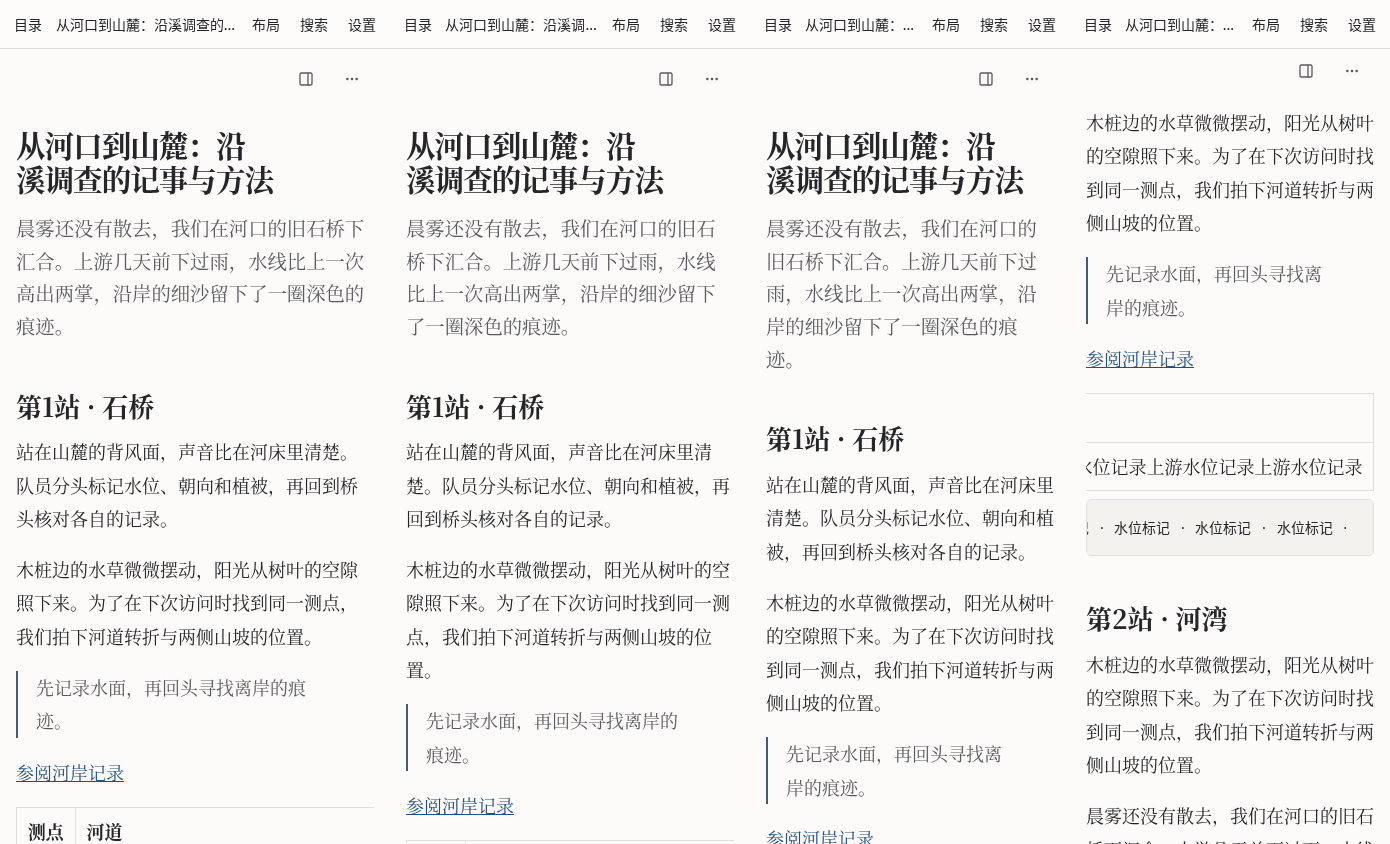 目录 从河口到山麓：沿溪调查的... 布局 搜索 设置
从河口到山麓：沿
溪调查的记事与方法
晨雾还没有散去，我们在河口的旧石桥下
汇合。上游几天前下过雨，水线比上一次
高出两掌，沿岸的细沙留下了一圈深色的
痕迹。
第1站 · 石桥
站在山麓的背风面，声音比在河床里清楚。
队员分头标记水位、朝向和植被，再回到桥
头核对各自的记录。
木桩边的水草微微摆动，阳光从树叶的空隙
照下来。为了在下次访问时找到同一测点，
我们拍下河道转折与两侧山坡的位置。
先记录水面，再回头寻找离岸的痕
迹。
参阅河岸记录
测点 河道
目录 从河口到山麓：沿溪调... 布局 搜索 设置
从河口到山麓：沿
溪调查的记事与方法
晨雾还没有散去，我们在河口的旧石
桥下汇合。上游几天前下过雨，水线
比上一次高出两掌，沿岸的细沙留下
了一圈深色的痕迹。
第1站 · 石桥
站在山麓的背风面，声音比在河床里清
楚。队员分头标记水位、朝向和植被，再
回到桥头核对各自的记录。
木桩边的水草微微摆动，阳光从树叶的空
隙照下来。为了在下次访问时找到同一测
点，我们拍下河道转折与两侧山坡的位
置。
先记录水面，再回头寻找离岸的
痕迹。
参阅河岸记录
目录 从河口到山麓：... 布局 搜索 设置
从河口到山麓：沿
溪调查的记事与方法
晨雾还没有散去，我们在河口的
旧石桥下汇合。上游几天前下过
雨，水线比上一次高出两掌，沿
岸的细沙留下了一圈深色的痕
迹。
第1站 · 石桥
站在山麓的背风面，声音比在河床里
清楚。队员分头标记水位、朝向和植
被，再回到桥头核对各自的记录。
木桩边的水草微微摆动，阳光从树叶
的空隙照下来。为了在下次访问时找
到同一测点，我们拍下河道转折与两
侧山坡的位置。
先记录水面，再回头寻找离
岸的痕迹。
参阅河岸记录
目录 从河口到山麓：... 布局 搜索 设置
木桩边的水草微微摆动，阳光从树叶
的空隙照下来。为了在下次访问时找
到同一测点，我们拍下河道转折与两
侧山坡的位置。
先记录水面，再回头寻找离
岸的痕迹。
参阅河岸记录
位记录上游水位记录上游水位记录
· 水位标记 · 水位标记 · 水位标记 ·
第2站 · 河湾
木桩边的水草微微摆动，阳光从树叶
的空隙照下来。为了在下次访问时找
到同一测点，我们拍下河道转折与两
侧山坡的位置。
晨雾还没有散去，我们在河口的旧石